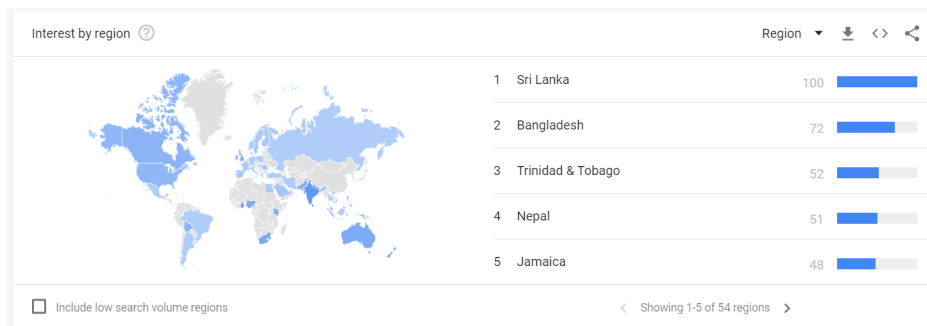 Interest by region ?
Region
1 Sri Lanka 100
2 Bangladesh 72
3 Trinidad & Tobago 52
4 Nepal 51
5 Jamaica 48
Include low search volume regions
Showing 1-5 of 54 regions